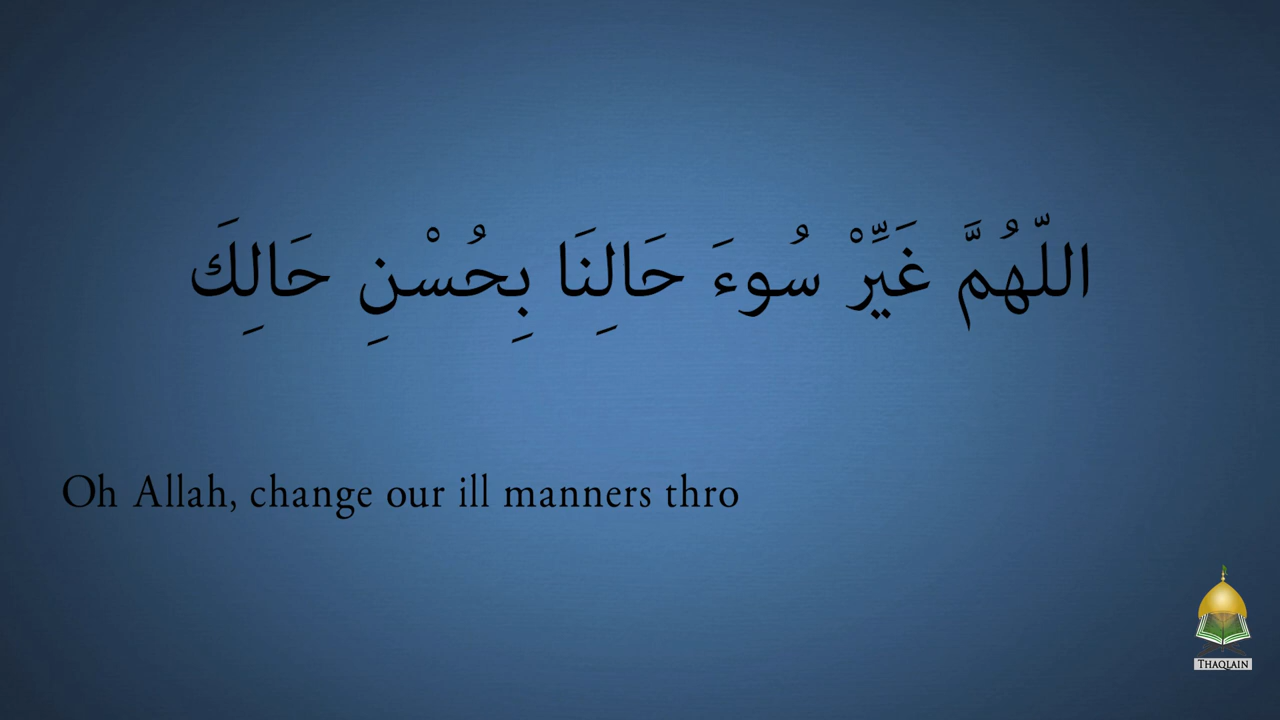 اللّهُمَّ غَيِّرْ سُوءَ حَالِنَا بِحُسْنِ حَالِكَ
Oh Allah, change our ill manners thro
THAQLAIN